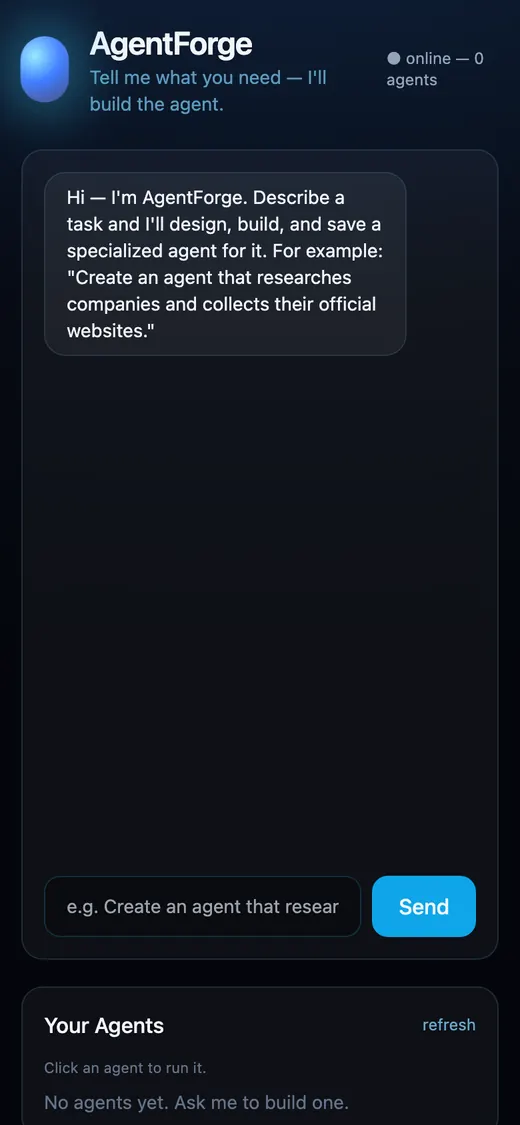 AgentForge
Tell me what you need — I'll
build the agent.
online — 0
agents
Hi — I'm AgentForge. Describe a
task and I'll design, build, and save a
specialized agent for it. For example:
"Create an agent that researches
companies and collects their official
websites."
e.g. Create an agent that resear
Send
Your Agents
refresh
Click an agent to run it.
No agents yet. Ask me to build one.